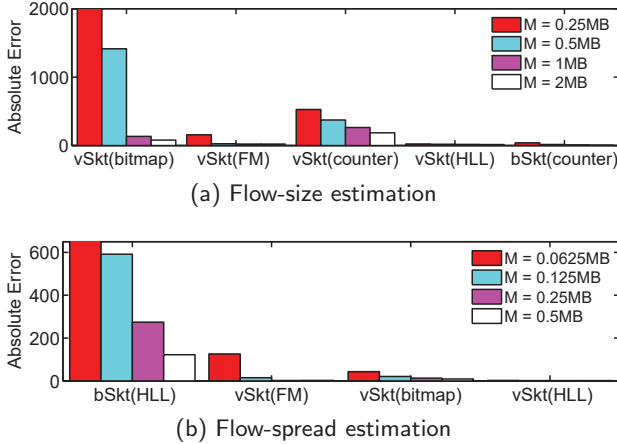 2000
1000
0
Absolute Error
M = 0.25MB
M = 0.5MB
M = 1MB
M = 2MB
vSkt(bitmap) vSkt(FM) vSkt(counter) vSkt(HLL) bSkt(counter)
(a) Flow-size estimation
600
400
200
0
Absolute Error
M = 0.0625MB
M = 0.125MB
M = 0.25MB
M = 0.5MB
bSkt(HLL) vSkt(FM) vSkt(bitmap) vSkt(HLL)
(b) Flow-spread estimation